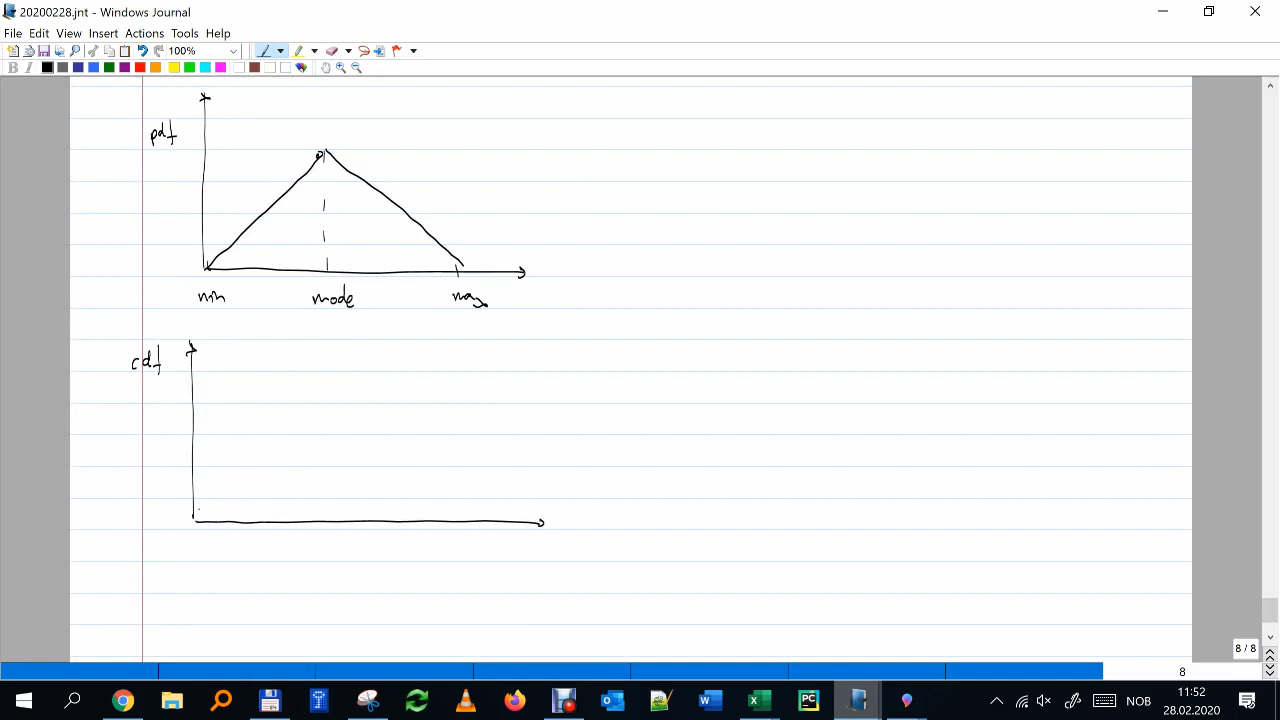 20200228.jnt - Windows Journal
File Edit View Insert Actions Tools Help
100%
B I
pdf
min mode max
cdf
8 / 8
8
NOB
11:52
28.02.2020